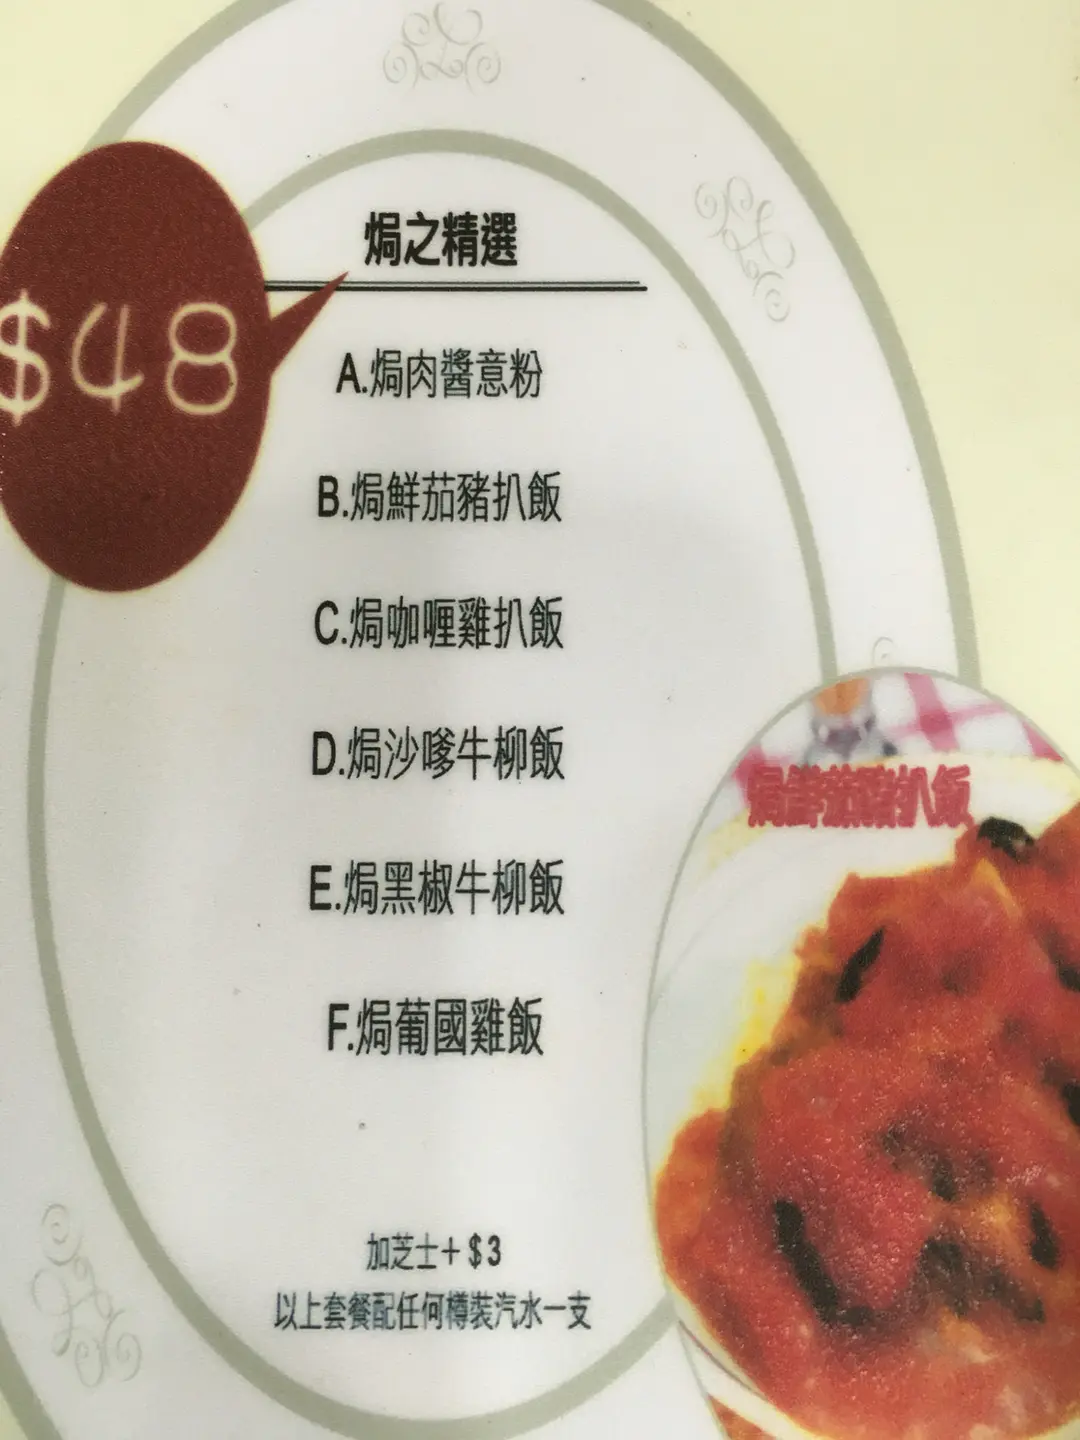 焗之精選
$48
A.焗肉醬意粉
B.焗鮮茄豬扒飯
C.焗咖喱雞扒飯
D.焗沙嗲牛柳飯
E.焗黑椒牛柳飯
F.焗葡國雞飯
焗鮮茄豬扒飯
加芝士+$3
以上套餐配任何樽裝汽水一支